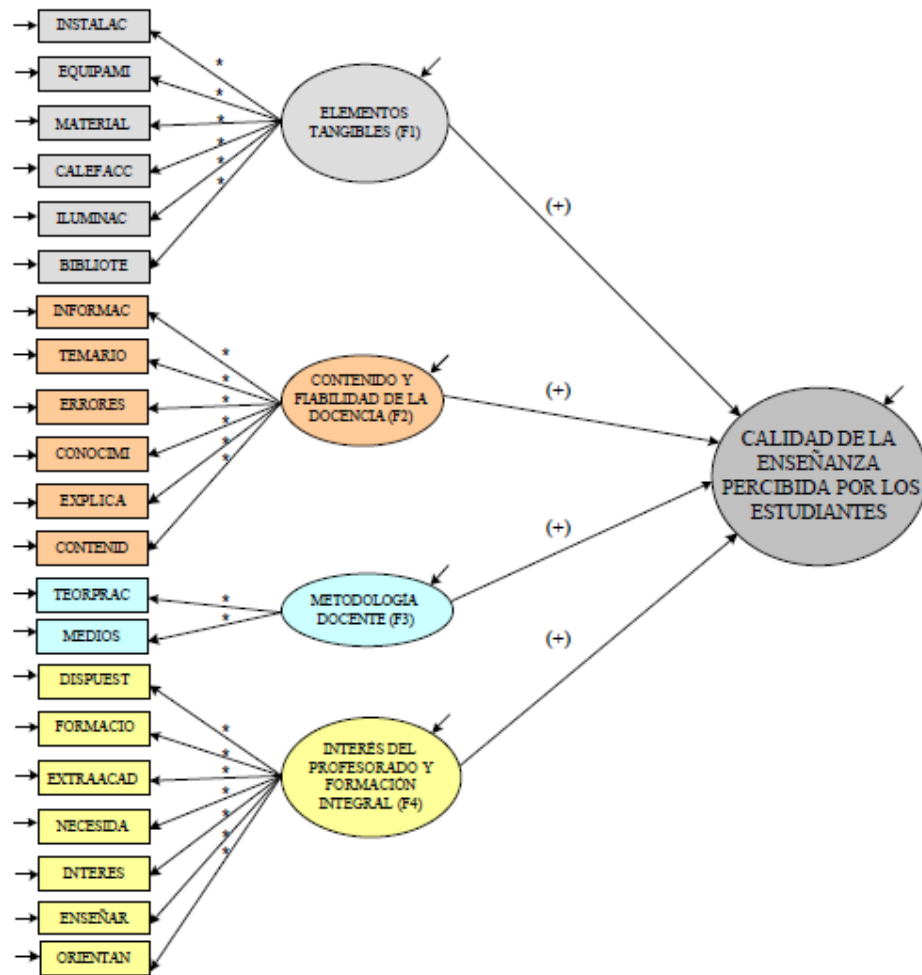 INSTALAC
*
EQUIPAMI
*
MATERIAL
*
CALEFACC
*
ILUMINAC
*
BIBLIOTE
*
ELEMENTOS
TANGIBLES (F1)
(+)
INFORMAC
*
TEMARIO
*
ERRORES
*
CONOCIMI
*
EXPLICA
*
CONTENID
*
CONTENIDO Y
FIABILIDAD DE LA
DOCENCIA (F2)
(+)
TEORPRAC
*
MEDIOS
*
METODOLOGÍA
DOCENTE (F3)
(+)
DISPUEST
*
FORMACIO
*
EXTRAACAD
*
NECESIDA
*
INTERES
*
ENSEÑAR
*
ORIENTAN
INTERÉS DEL
PROFESORADO Y
FORMACIÓN
INTEGRAL (F4)
(+)
CALIDAD DE LA
ENSEÑANZA
PERCIBIDA POR LOS
ESTUDIANTES